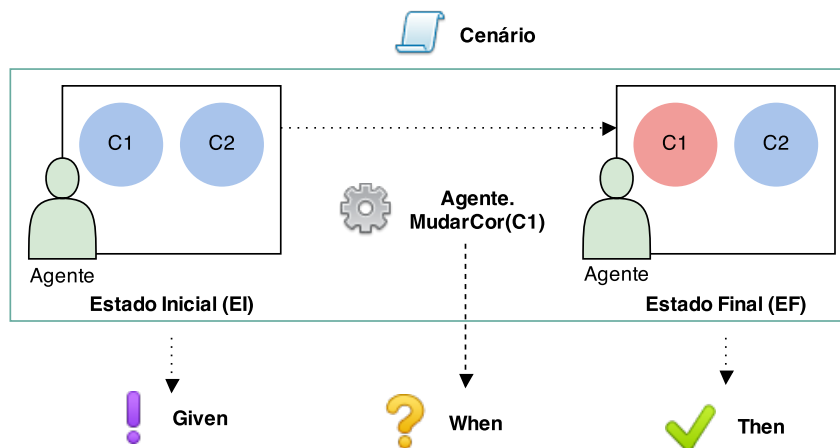 Cenário
C1
C2
C1
C2
Agente.
MudarCor(C1)
Agente
Agente
Estado Inicial (EI)
Estado Final (EF)
Given
When
Then